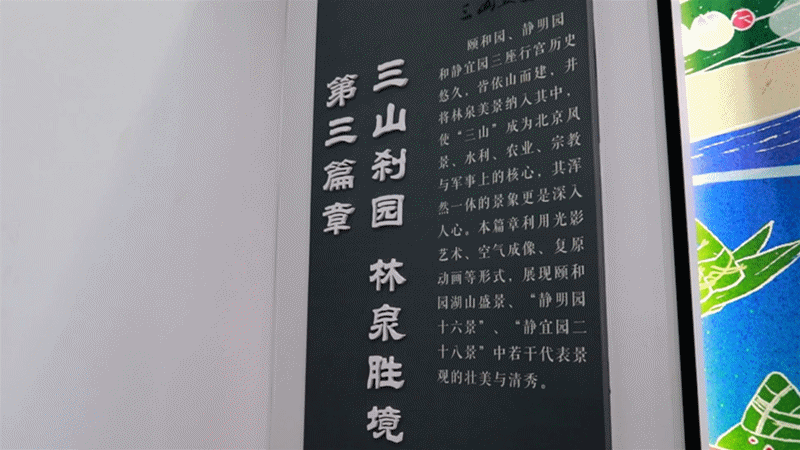 第三篇章
三山刹园 林泉胜境
颐和园、静明园
和静宜园三座行宫历史
悠久，皆依山而建，并
将林泉美景纳入其中，
使“三山”成为北京风
景、水利、农业、宗教
与军事上的核心，其浑
然一体的景象更是深入
人心。本篇章利用光影
艺术、空气成像、复原
动画等形式，展现颐和
园湖山盛景、“静明园
十六景”、“静宜园二
十八景”中若干代表景
观的壮美与清秀。